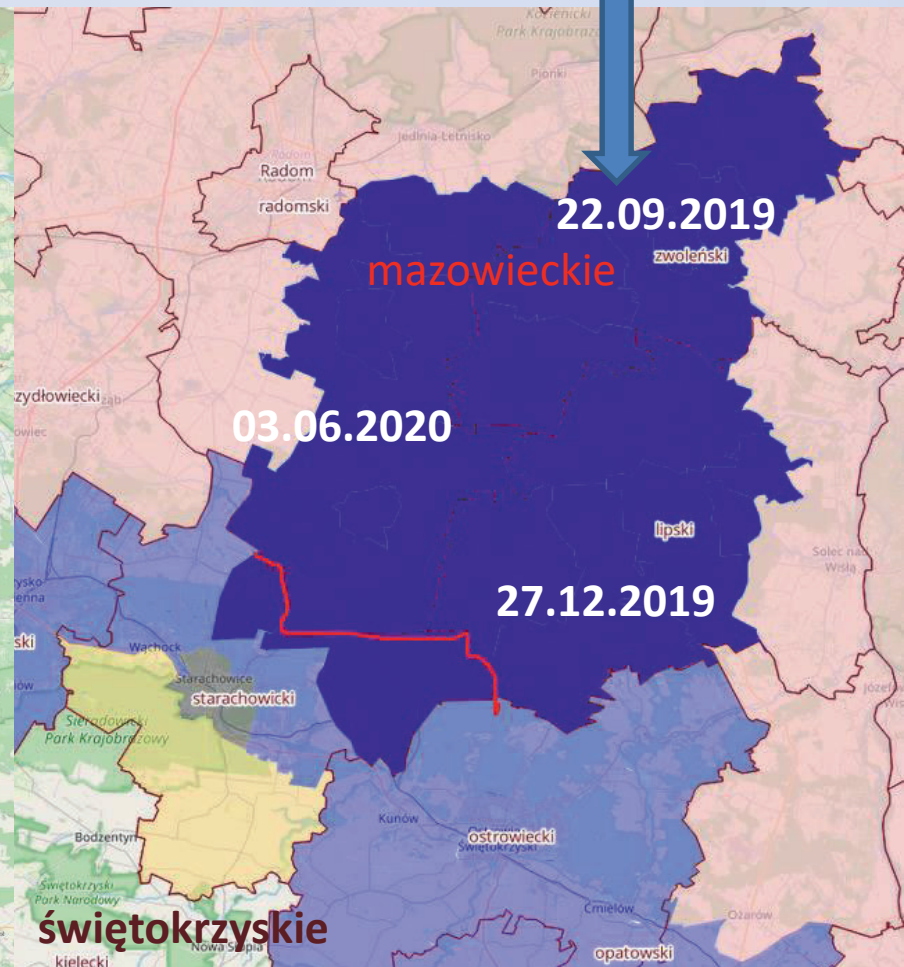 Kozienicki
Park Krajobrazowy
Pionki
Jedlnia-Letnisko
Radom
radomski
22.09.2019
zwoleński
mazowieckie
zydłowiecki
03.06.2020
lipski
Solec nad
Wisłą
27.12.2019
ski
Wąchock
Starachowice
starachowicki
Sieradowicki
Park Krajobrazowy
Kunów
Bodzentyn
ostrowiecki
Świętokrzyski
Świętokrzyski
Park Narodowy
Ćmielów
Ożarów
świętokrzyskie
Nowa Słupia
opatowski
kielecki